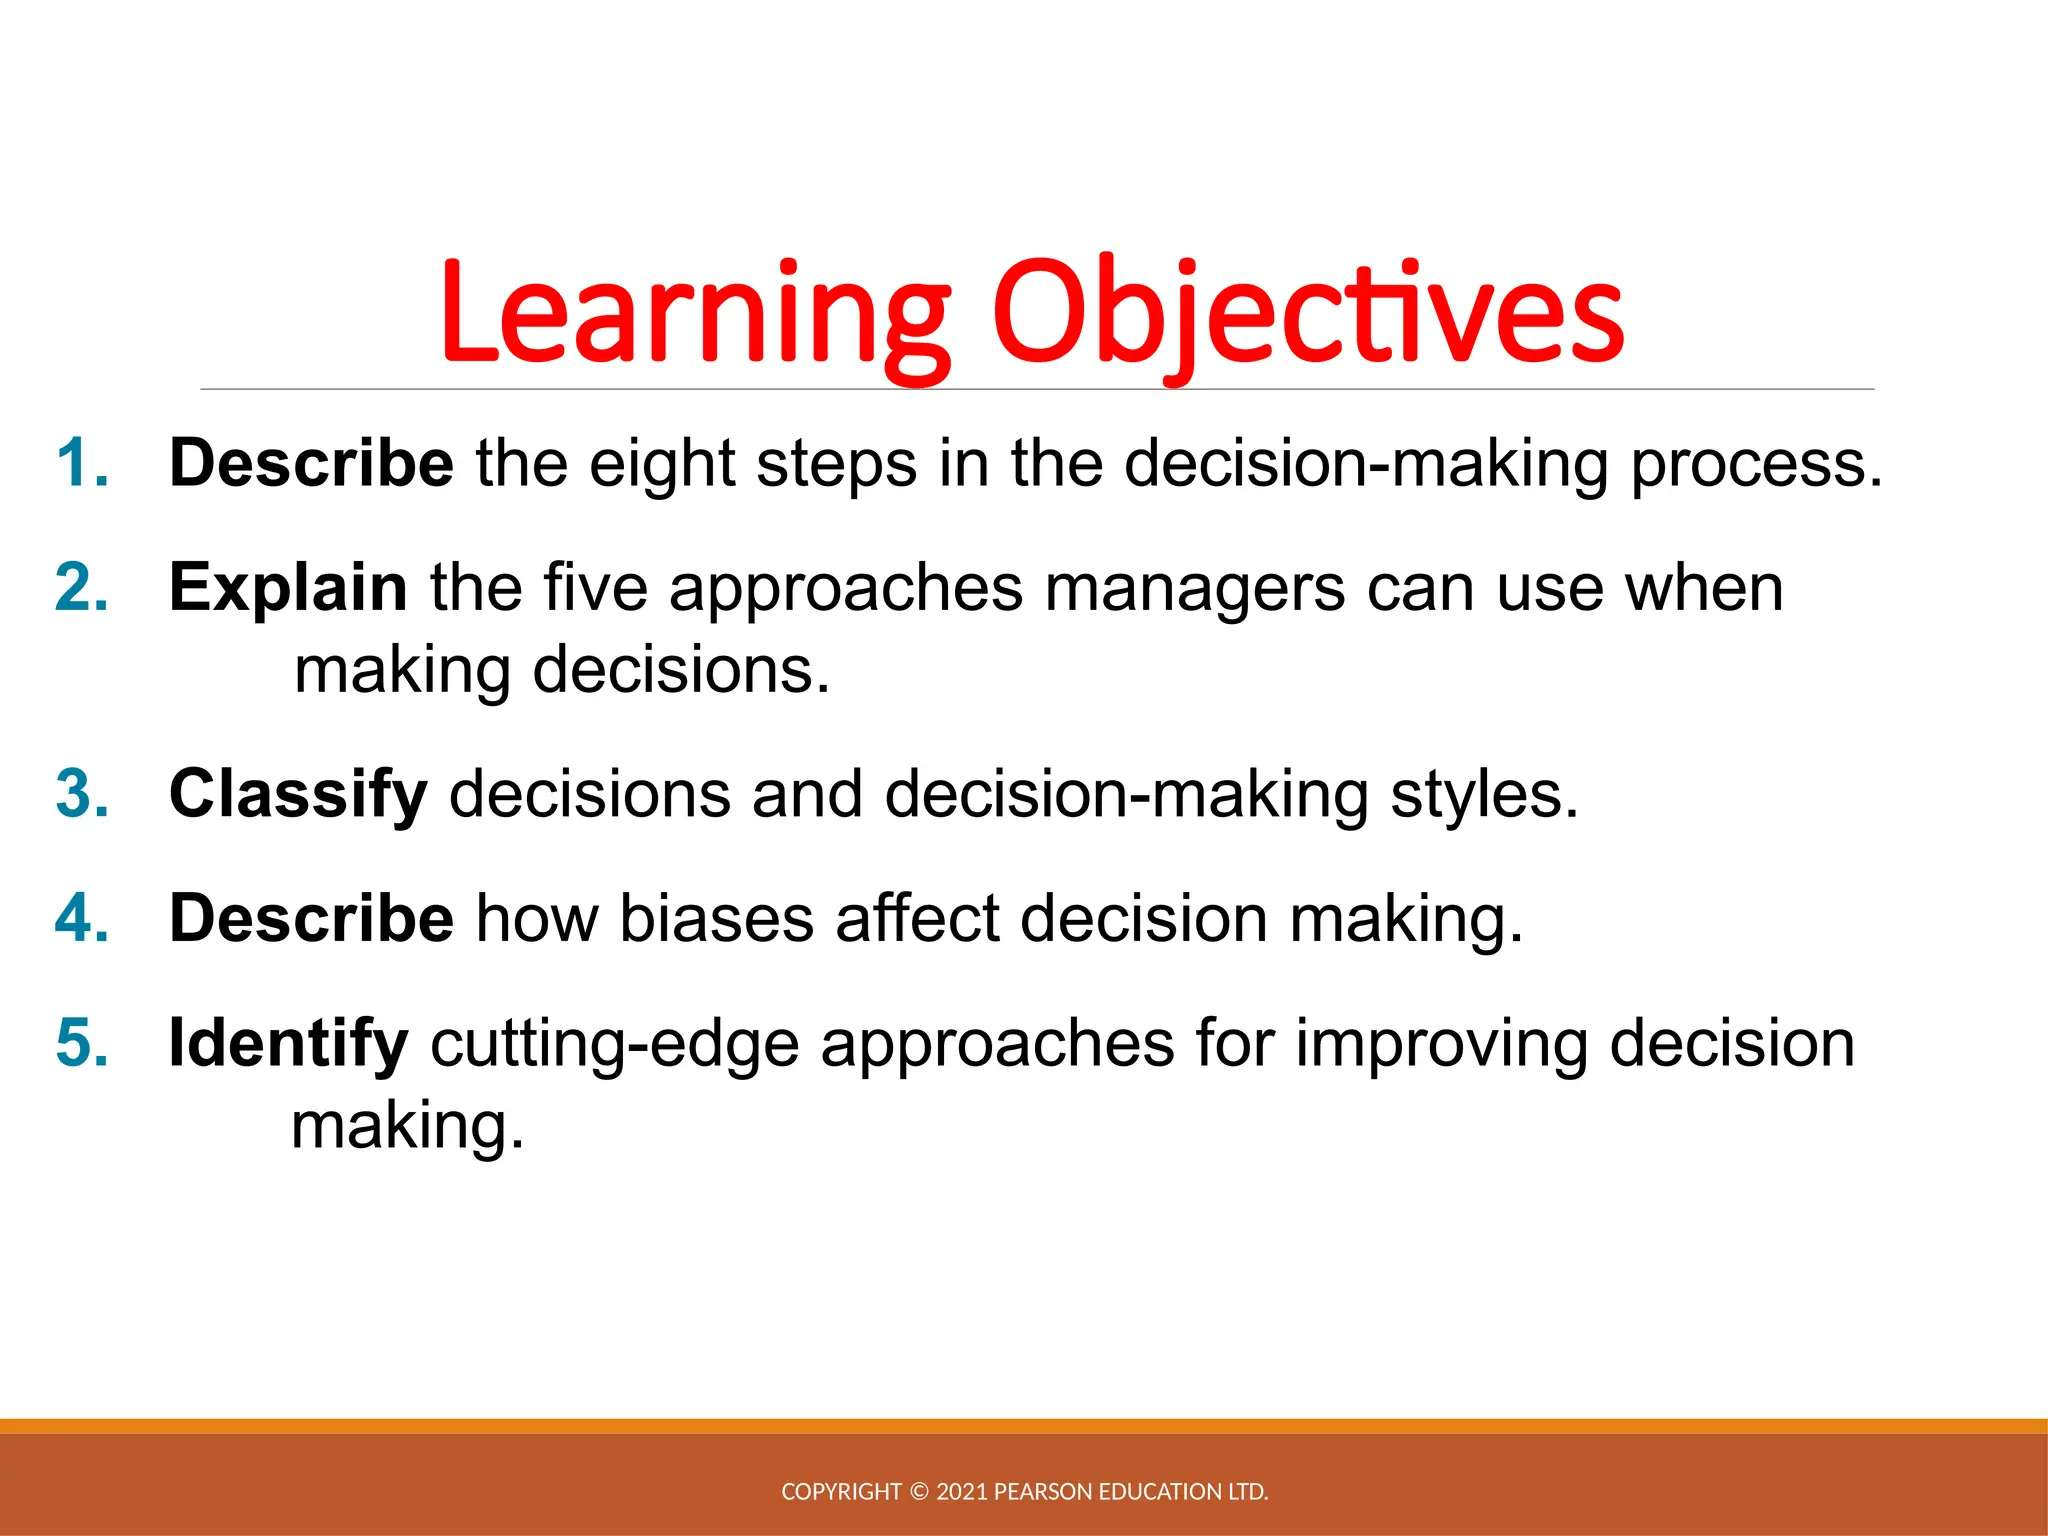 Learning Objectives
1. Describe the eight steps in the decision-making process.
2. Explain the five approaches managers can use when
making decisions.
3. Classify decisions and decision-making styles.
4. Describe how biases affect decision making.
5. Identify cutting-edge approaches for improving decision
making.
COPYRIGHT © 2021 PEARSON EDUCATION LTD.